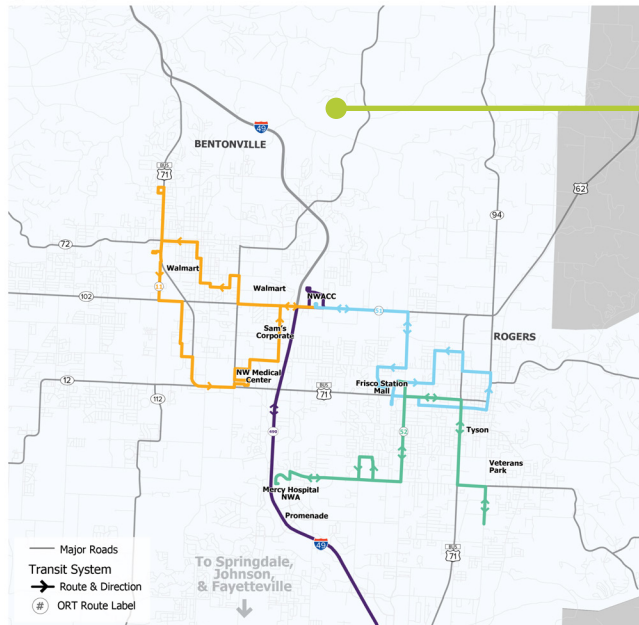 49
BENTONVILLE
BUS
71
62
94
72
Walmart
Walmart
102
NWACC
Sam's
Corporate
ROGERS
NW Medical
Center
Frisco Station
Mall
12
BUS
71
112
490
Tyson
Veterans
Park
Mercy Hospital
NWA
Promenade
49
BUS
71
To Springdale,
Johnson,
& Fayetteville
Major Roads
Transit System
Route & Direction
# ORT Route Label